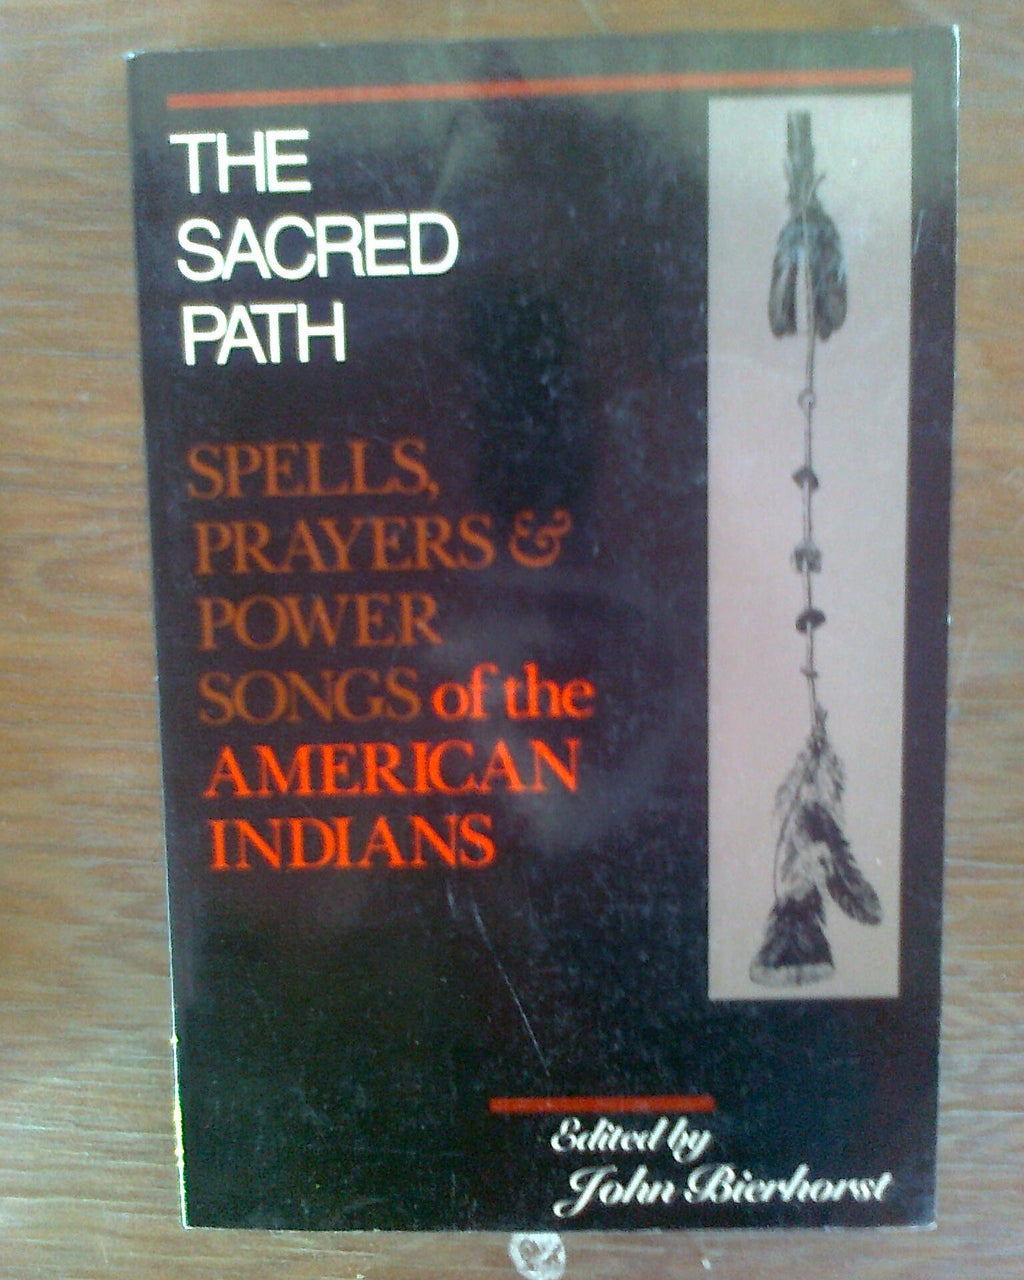 THE
SACRED
PATH
SPELLS,
PRAYERS &
POWER
SONGS of the
AMERICAN
INDIANS
Edited by
John Bierhorst